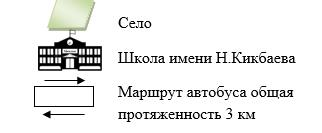 Село
Школа имени Н.Кикбаева
Маршрут автобуса общая
протяженность 3 км